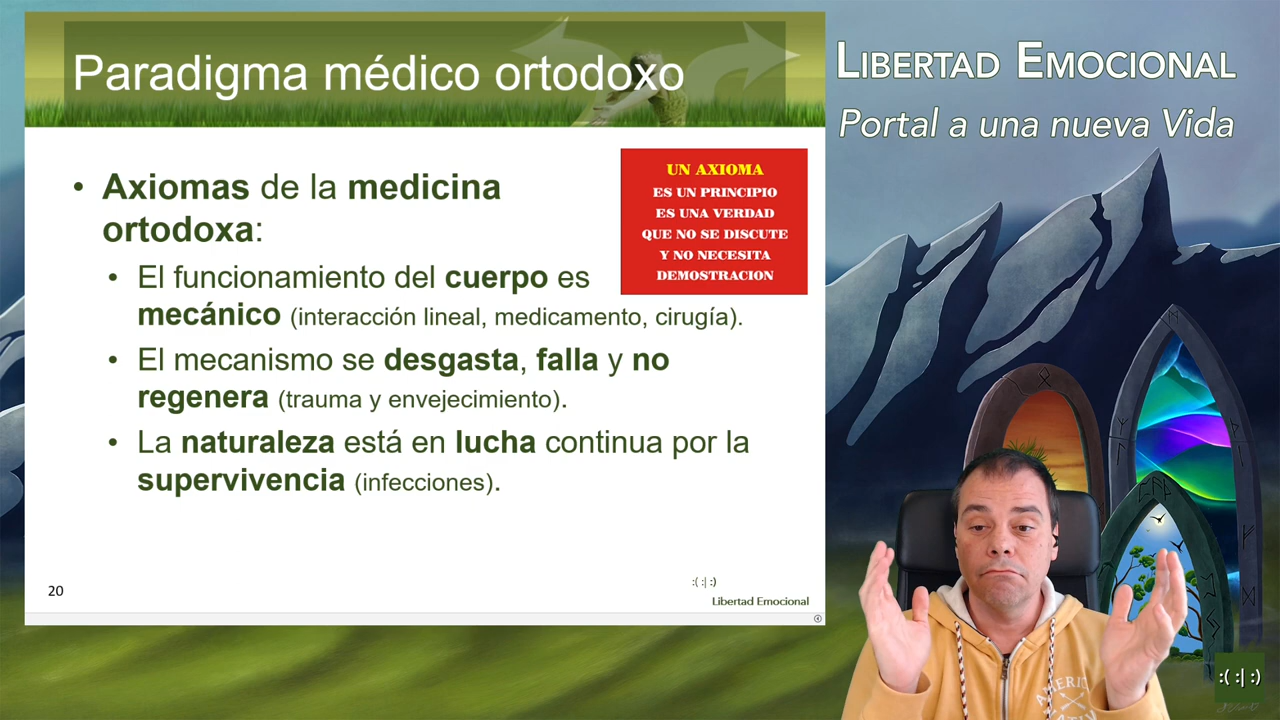 Paradigma médico ortodoxo
• Axiomas de la medicina
ortodoxa:
• El funcionamiento del cuerpo es
mecánico (interacción lineal, medicamento, cirugía).
• El mecanismo se desgasta, falla y no
regenera (trauma y envejecimiento).
• La naturaleza está en lucha continua por la
supervivencia (infecciones).
UN AXIOMA
ES UN PRINCIPIO
ES UNA VERDAD
QUE NO SE DISCUTE
Y NO NECESITA
DEMOSTRACION
20
:( :| :)
Libertad Emocional
LIBERTAD EMOCIONAL
Portal a una nueva Vida
:( :| :)